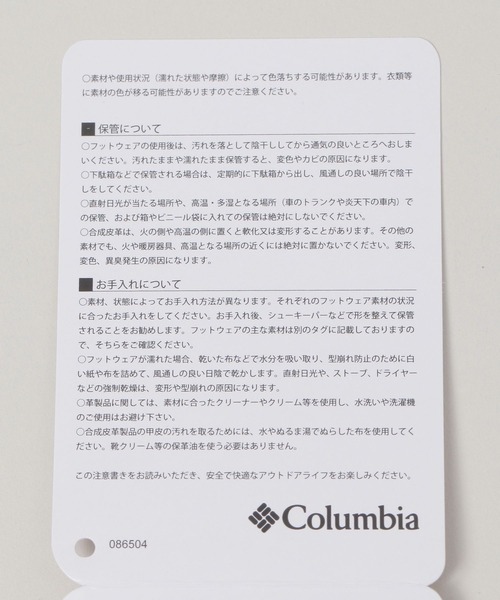 ○素材や使用状況（濡れた状態や摩擦）によって色落ちする可能性があります。衣類等
に素材の色が移る可能性がありますのでご注意ください。
保管について
○フットウェアの使用後は、汚れを落として陰干ししてから通気の良いところへおしま
いください。汚れたままや濡れたまま保管すると、変色やカビの原因になります。
○下駄箱などで保管される場合は、定期的に下駄箱から出し、風通しの良い場所で陰干
しをしてください。
○直射日光が当たる場所や、高温・多湿となる場所（車のトランクや炎天下の車内）で
の保管、および箱やビニール袋に入れての保管は絶対にしないでください。
○合成皮革は、火の側や高温の側に置くと軟化又は変形することがあります。その他の
素材でも、火や暖房器具、高温となる場所の近くには絶対に置かないでください。変形、
変色、異臭発生の原因になります。
お手入れについて
○素材、状態によってお手入れ方法が異なります。それぞれのフットウェア素材の状況
に合ったお手入れをしてください。お手入れ後、シューキーパーなどで形を整えて保管
されることをお勧めします。フットウェアの主な素材は別のタグに記載しておりますの
で、そちらをご確認ください。
○フットウェアが濡れた場合、乾いた布などで水分を吸い取り、型崩れ防止のために白
い紙や布を詰めて、風通しの良い日陰で乾かします。直射日光や、ストーブ、ドライヤー
などの強制乾燥は、変形や型崩れの原因になります。
○革製品に関しては、素材に合ったクリーナーやクリーム等を使用し、水洗いや洗濯機
のご使用はお避け下さい。
○合成皮革製品の甲皮の汚れを取るためには、水やぬるま湯でぬらした布を使用してく
ださい。靴クリーム等の保革油を使う必要はありません。
この注意書きをお読みいただき、安全で快適なアウトドアライフをお楽しみください。
Columbia
086504